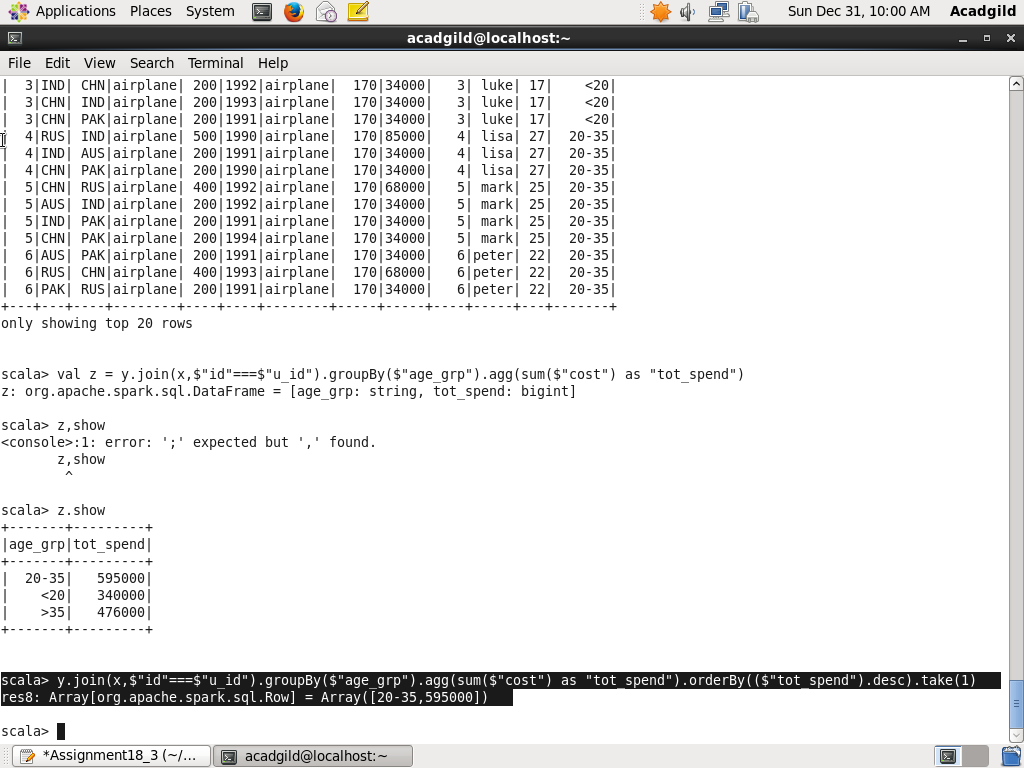 Applications Places System Sun Dec 31, 10:00 AM Acadgild
acadgild@localhost:~
File Edit View Search Terminal Help
|  3|IND| CHN|airplane| 200|1992|airplane|  170|34000|   3| luke| 17|    <20|
|  3|CHN| IND|airplane| 200|1993|airplane|  170|34000|   3| luke| 17|    <20|
|  3|CHN| PAK|airplane| 200|1991|airplane|  170|34000|   3| luke| 17|    <20|
|  4|RUS| IND|airplane| 500|1990|airplane|  170|85000|   4| lisa| 27|  20-35|
|  4|IND| AUS|airplane| 200|1991|airplane|  170|34000|   4| lisa| 27|  20-35|
|  4|CHN| PAK|airplane| 200|1990|airplane|  170|34000|   4| lisa| 27|  20-35|
|  5|CHN| RUS|airplane| 400|1992|airplane|  170|68000|   5| mark| 25|  20-35|
|  5|AUS| IND|airplane| 200|1992|airplane|  170|34000|   5| mark| 25|  20-35|
|  5|IND| PAK|airplane| 200|1991|airplane|  170|34000|   5| mark| 25|  20-35|
|  5|CHN| PAK|airplane| 200|1994|airplane|  170|34000|   5| mark| 25|  20-35|
|  6|AUS| PAK|airplane| 200|1991|airplane|  170|34000|   6|peter| 22|  20-35|
|  6|RUS| CHN|airplane| 400|1993|airplane|  170|68000|   6|peter| 22|  20-35|
|  6|PAK| RUS|airplane| 200|1991|airplane|  170|34000|   6|peter| 22|  20-35|
+---+---+----+--------+----+----+--------+-----+-----+----+-----+---+-------+
only showing top 20 rows
scala> val z = y.join(x,$"id"===$"u_id").groupBy($"age_grp").agg(sum($"cost") as "tot_spend")
z: org.apache.spark.sql.DataFrame = [age_grp: string, tot_spend: bigint]
scala> z,show
<console>:1: error: ';' expected but ',' found.
       z,show
        ^
scala> z.show
+-------+---------+
|age_grp|tot_spend|
+-------+---------+
|  20-35|   595000|
|    <20|   340000|
|    >35|   476000|
+-------+---------+
scala> y.join(x,$"id"===$"u_id").groupBy($"age_grp").agg(sum($"cost") as "tot_spend").orderBy(($"tot_spend").desc).take(1)
res8: Array[org.apache.spark.sql.Row] = Array([20-35,595000])
scala>
*Assignment18_3 (~/... acadgild@localhost:~